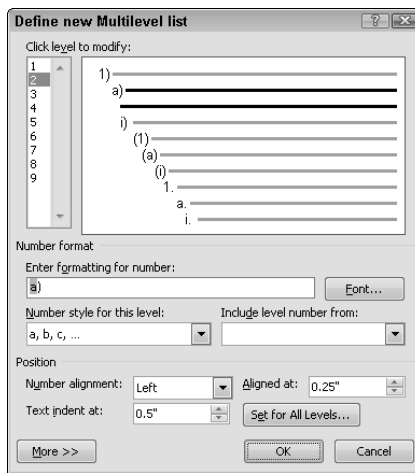 Define new Multilevel list
Click level to modify:
1
2
3
4
5
6
7
8
9
1)
a)
i)
(1)
(a)
(i)
1.
a.
i.
Number format
Enter formatting for number:
a)
Font...
Number style for this level:
Include level number from:
a, b, c, ...
Position
Number alignment:
Left
Aligned at:
0.25"
Text indent at:
0.5"
Set for All Levels...
More >>
OK
Cancel